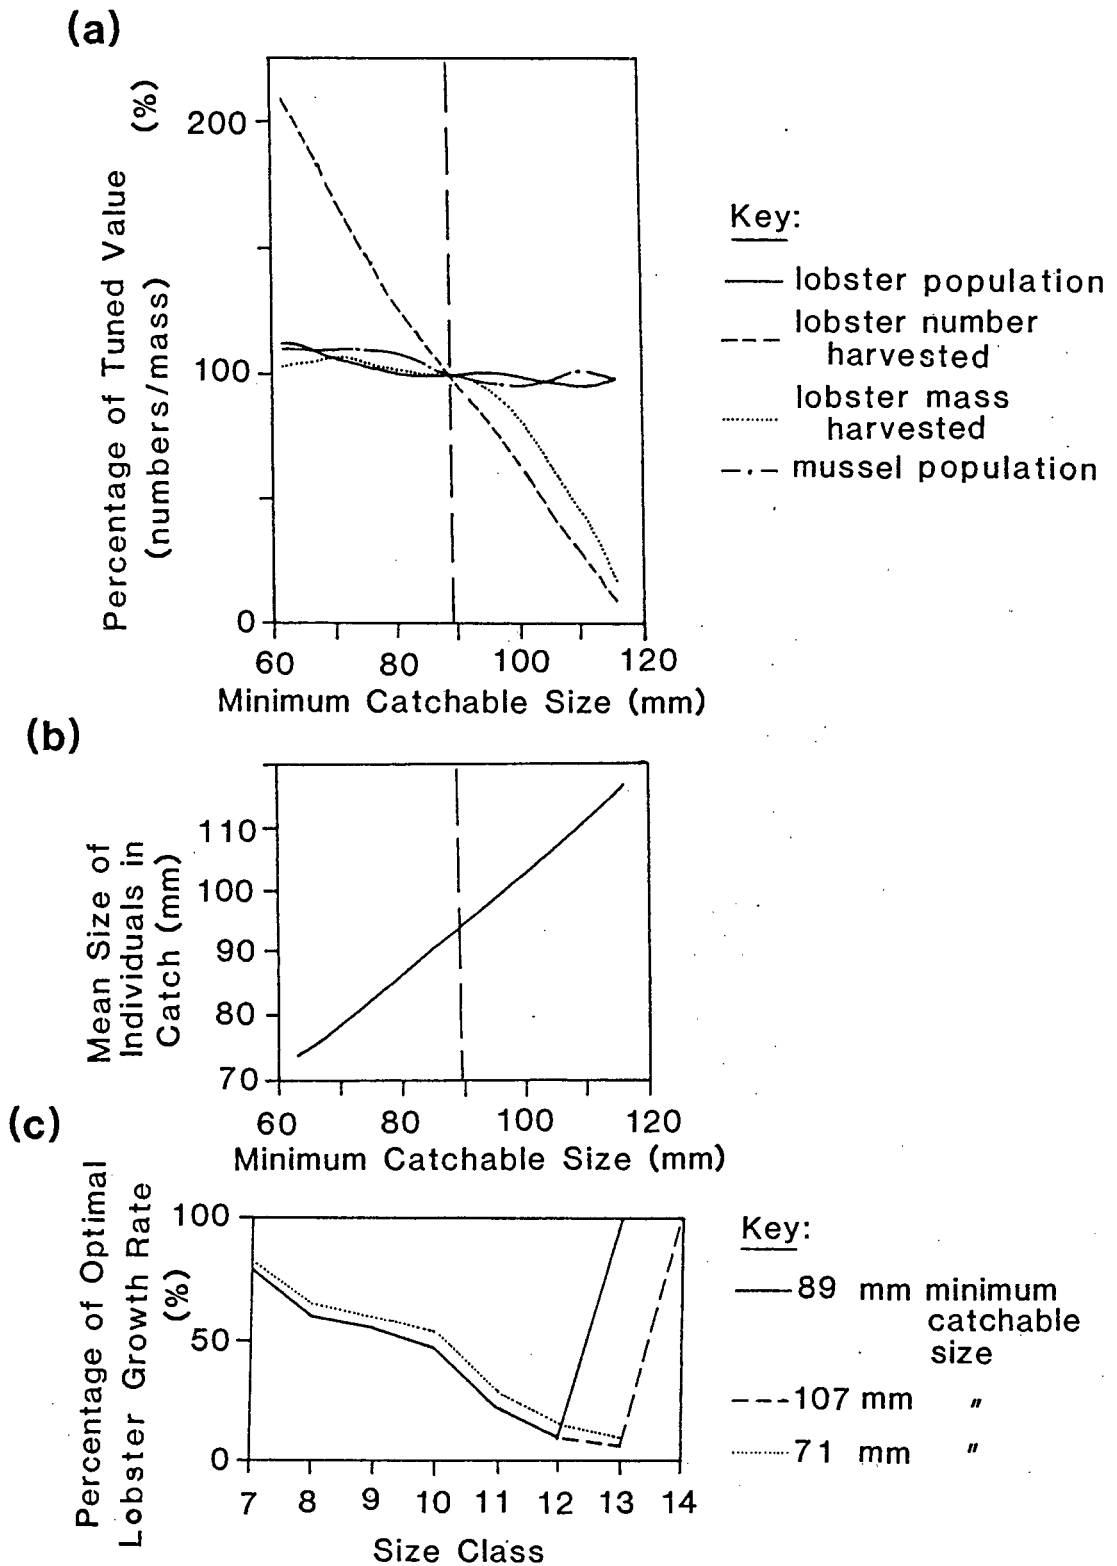 (a)
Percentage of Tuned Value (%)
(numbers/mass)
200
100
0
60 80 100 120
Minimum Catchable Size (mm)
Key:
lobster population
lobster number
harvested
lobster mass
harvested
mussel population
(b)
Mean Size of
Individuals in
Catch (mm)
110
100
90
80
70
60 80 100 120
Minimum Catchable Size (mm)
(c)
Percentage of Optimal
Lobster Growth Rate
(%)
100
50
0
7 8 9 10 11 12 13 14
Size Class
Key:
89 mm minimum
catchable
size
107 mm "
71 mm "